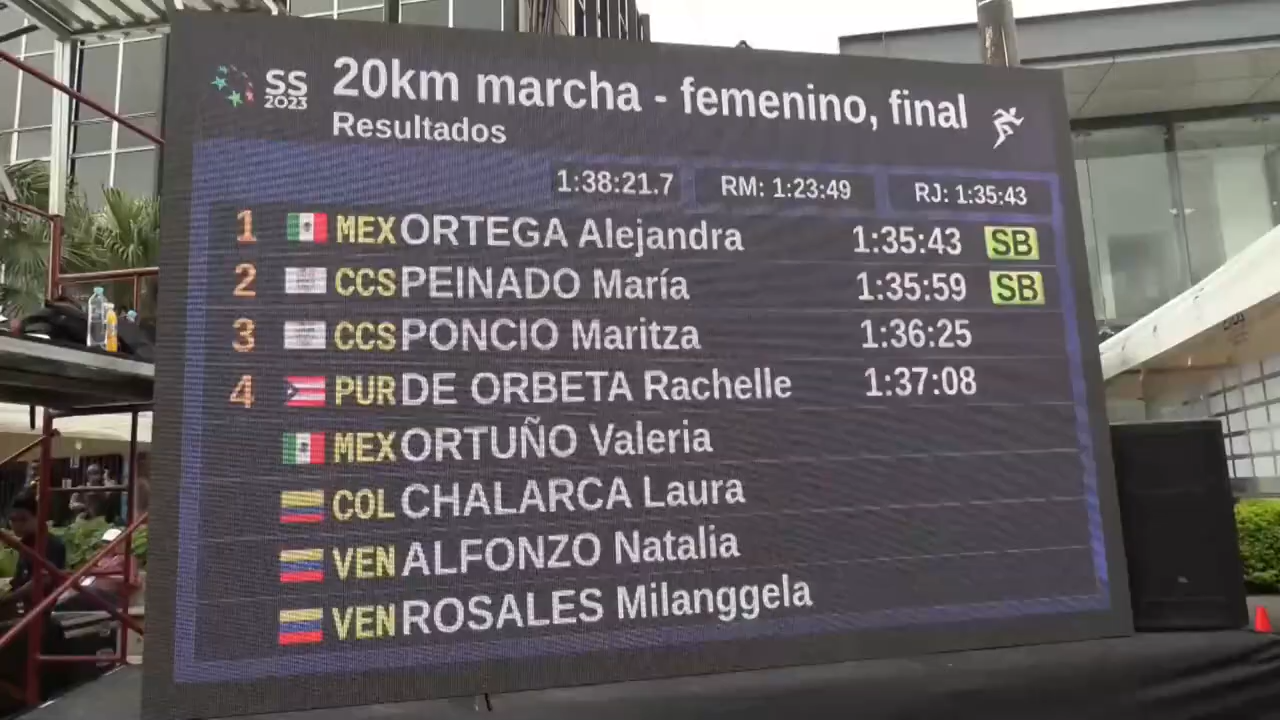 SS 2023
20km marcha - femenino, final
Resultados
1:38:21.7 RM: 1:23:49 RJ: 1:35:43
1 MEX ORTEGA Alejandra 1:35:43 SB
2 CCS PEINADO María 1:35:59 SB
3 CCS PONCIO Maritza 1:36:25
4 PUR DE ORBETA Rachelle 1:37:08
MEX ORTUÑO Valeria
COL CHALARCA Laura
VEN ALFONZO Natalia
VEN ROSALES Milanggela